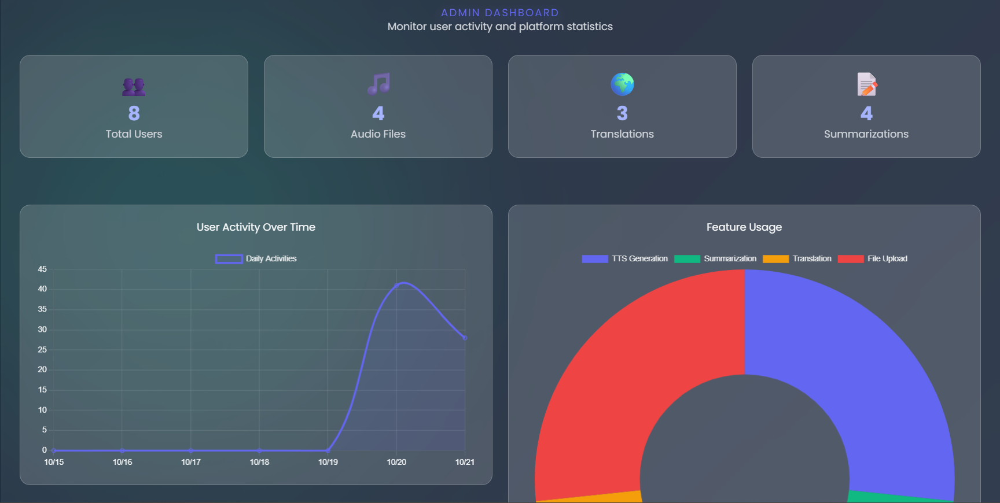 ADMIN DASHBOARD
Monitor user activity and platform statistics
8
Total Users
4
Audio Files
3
Translations
4
Summarizations
User Activity Over Time
Daily Activities
45
40
35
30
25
20
15
10
5
0
10/15 10/16 10/17 10/18 10/19 10/20 10/21
Feature Usage
TTS Generation Summarization Translation File Upload